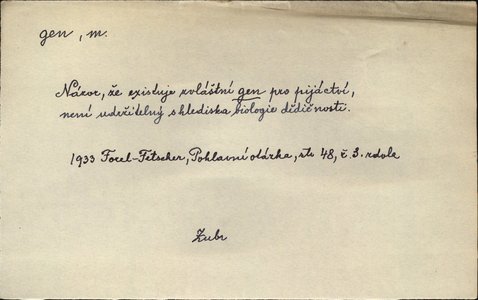 gen, m.
Názor, že existuje zvláštní gen pro pijáctví,
není udržitelný s hlediska biologie dědičnosti.
1933 Forel-Fetscher, Pohlavní otázka, str. 48, ř. 3. zdola
Zubr